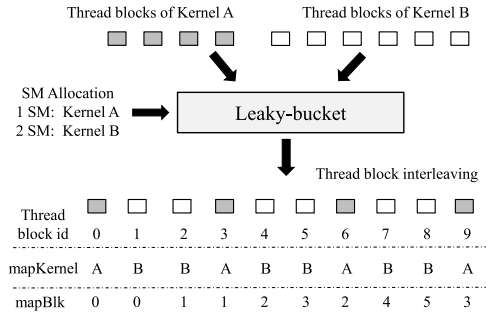 Thread blocks of Kernel A
Thread blocks of Kernel B
SM Allocation
1 SM: Kernel A
2 SM: Kernel B
Leaky-bucket
Thread block interleaving
Thread
block id 0 1 2 3 4 5 6 7 8 9
mapKernel A B B A B B A B B A
mapBlk 0 0 1 1 2 3 2 4 5 3